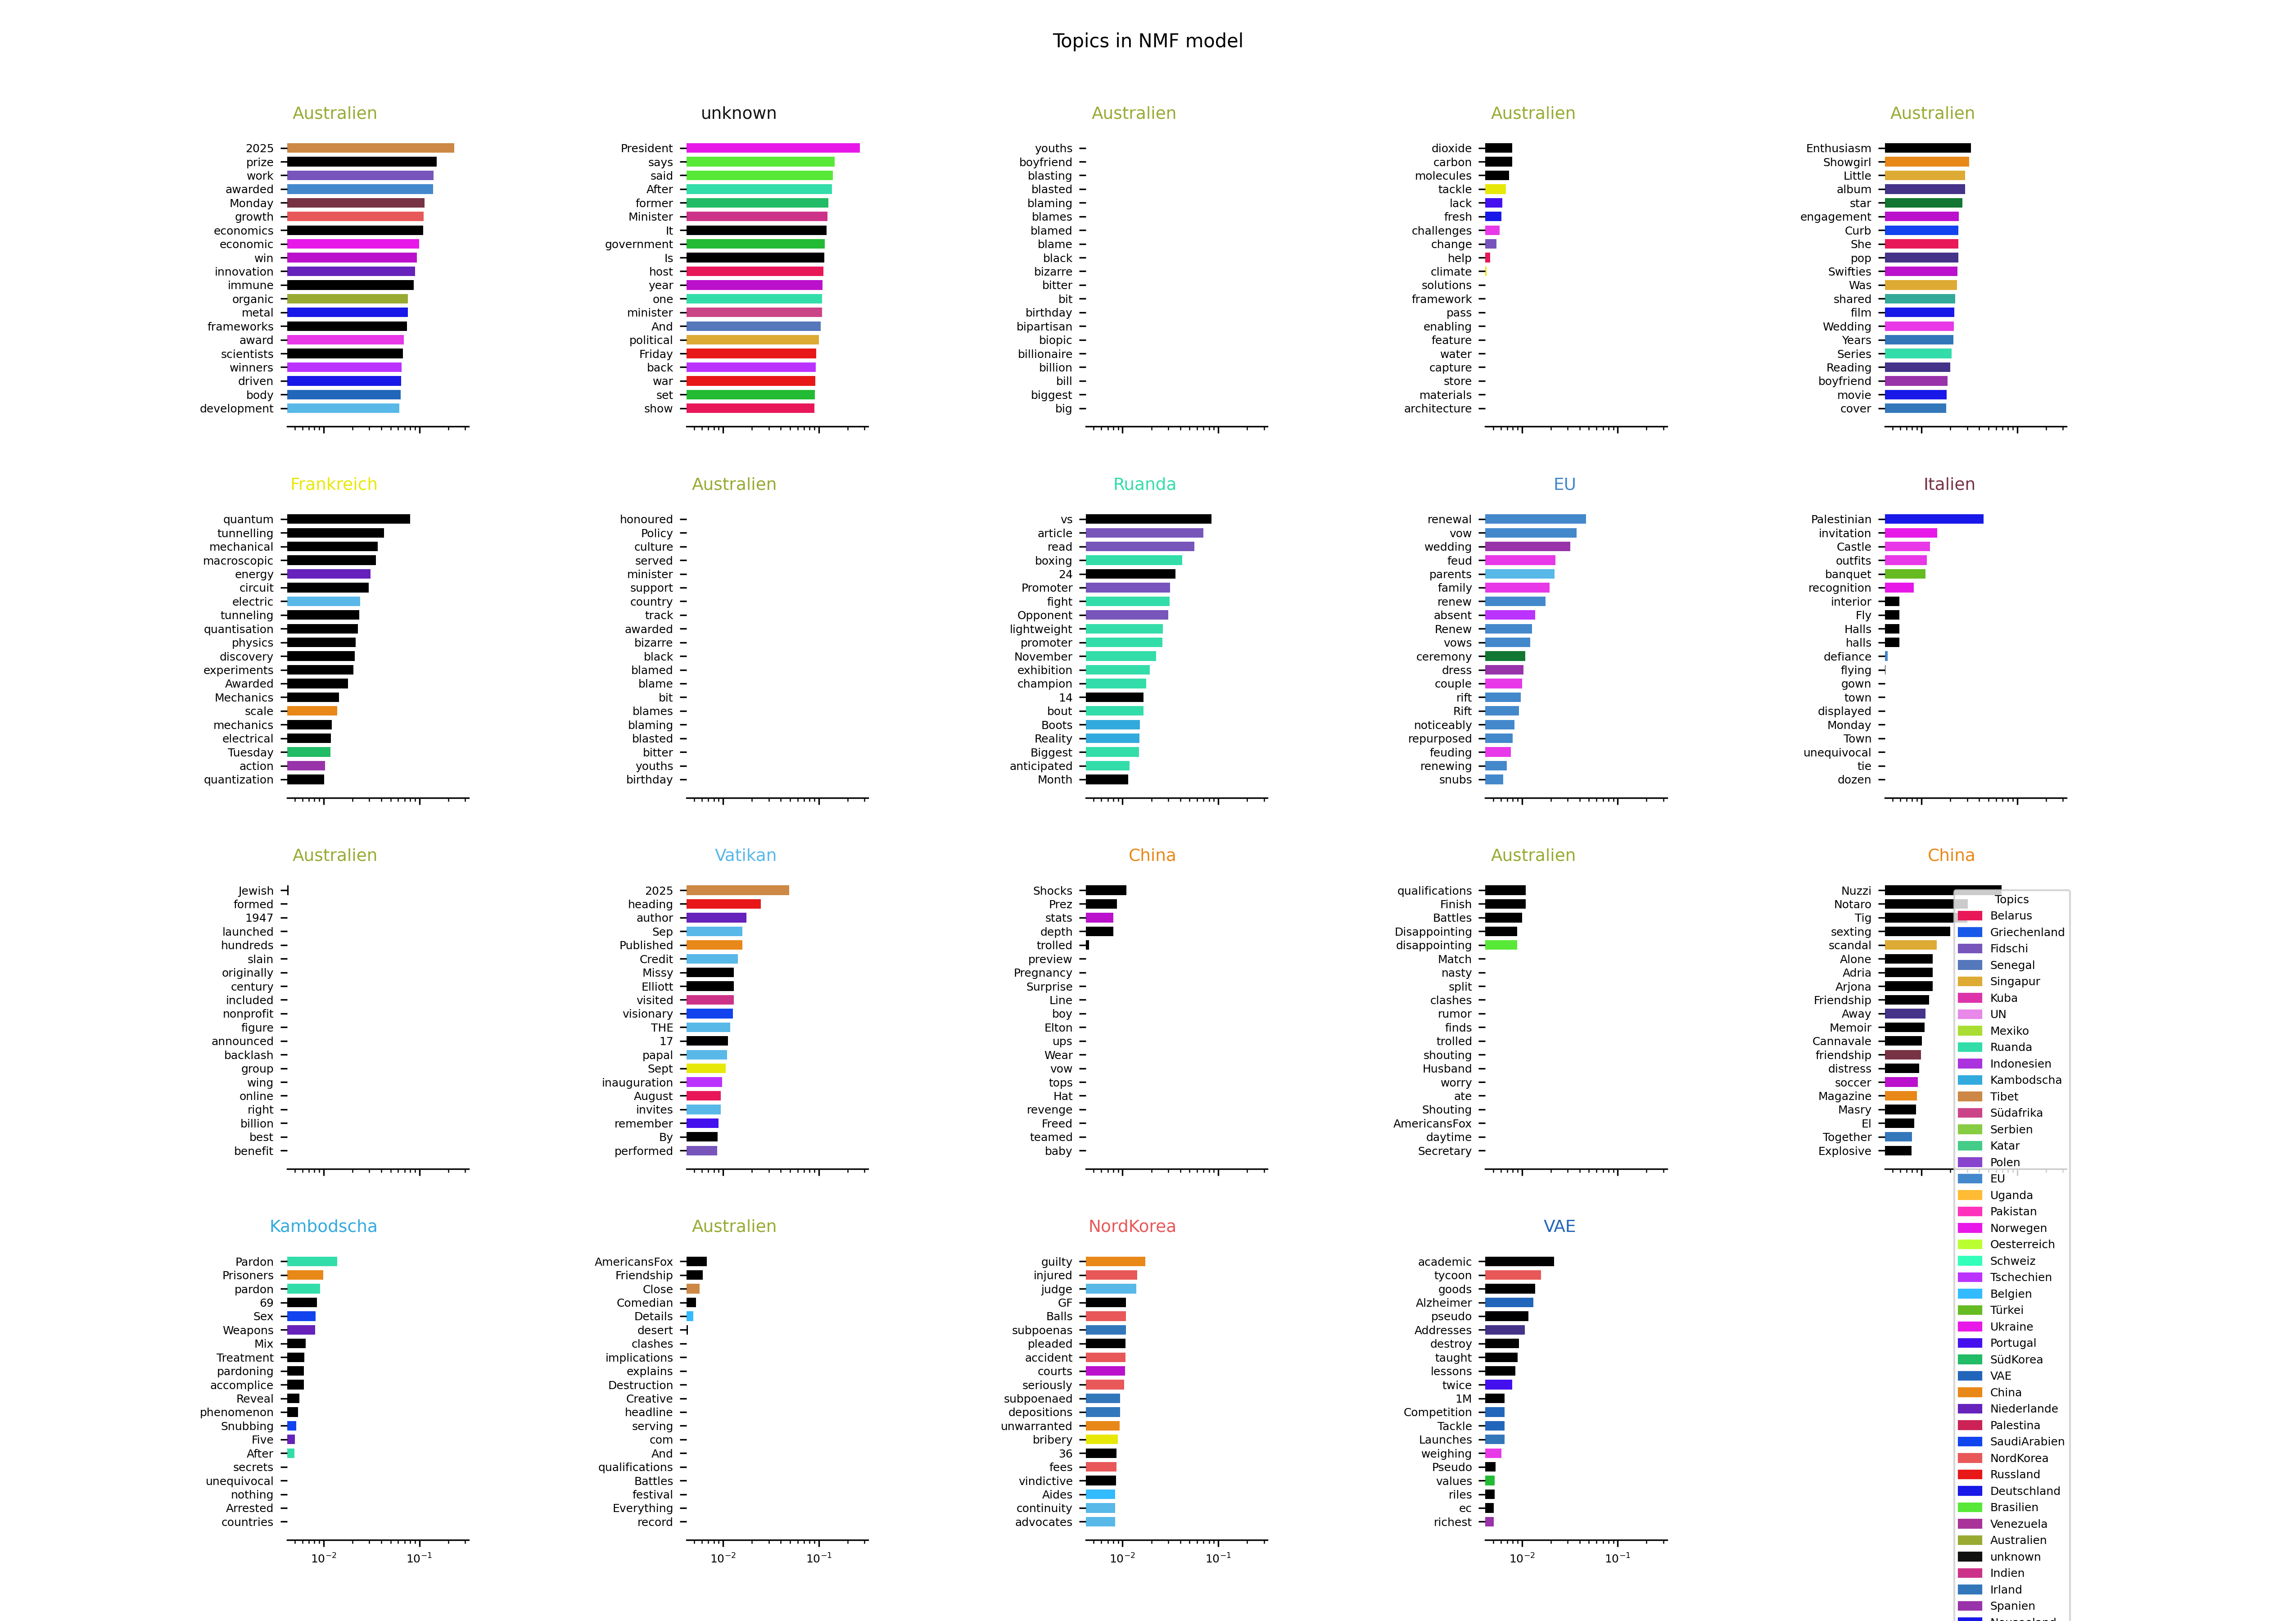 Topics in NMF model
Australien
2025
prize
work
awarded
Monday
growth
economics
economic
win
innovation
immune
organic
metal
frameworks
award
scientists
winners
driven
body
development
unknown
President
says
said
After
former
Minister
It
government
Is
host
year
one
minister
And
political
Friday
back
war
set
show
Australien
youths
boyfriend
blasting
blasted
blaming
blames
blamed
blame
black
bizarre
bitter
bit
birthday
bipartisan
biopic
billionaire
billion
bill
biggest
big
Australien
dioxide
carbon
molecules
tackle
lack
fresh
challenges
change
help
climate
solutions
framework
pass
enabling
feature
water
capture
store
materials
architecture
Australien
Enthusiasm
Showgirl
Little
album
star
engagement
Curb
She
pop
Swifties
Was
shared
film
Wedding
Years
Series
Reading
boyfriend
movie
cover
Frankreich
quantum
tunnelling
mechanical
macroscopic
energy
circuit
electric
tunneling
quantisation
physics
discovery
experiments
Awarded
Mechanics
scale
mechanics
electrical
Tuesday
action
quantization
Australien
honoured
Policy
culture
served
minister
support
country
track
awarded
bizarre
black
blamed
blame
bit
blames
blaming
blasted
bitter
youths
birthday
Ruanda
vs
article
read
boxing
24
Promoter
fight
Opponent
lightweight
promoter
November
exhibition
champion
14
bout
Boots
Reality
Biggest
anticipated
Month
EU
renewal
vow
wedding
feud
parents
family
renew
absent
Renew
vows
ceremony
dress
couple
rift
Rift
noticeably
repurposed
feuding
renewing
snubs
Italien
Palestinian
invitation
Castle
outfits
banquet
recognition
interior
Fly
Halls
halls
defiance
flying
gown
town
displayed
Monday
Town
unequivocal
tie
dozen
Australien
Jewish
formed
1947
launched
hundreds
slain
originally
century
included
nonprofit
figure
announced
backlash
group
wing
online
right
billion
best
benefit
Vatikan
2025
heading
author
Sep
Published
Credit
Missy
Elliott
visited
visionary
THE
17
papal
Sept
inauguration
August
invites
remember
By
performed
China
Shocks
Prez
stats
depth
trolled
preview
Pregnancy
Surprise
Line
boy
Elton
ups
Wear
vow
tops
Hat
revenge
Freed
teamed
baby
Australien
qualifications
Finish
Battles
Disappointing
disappointing
Match
nasty
split
clashes
rumor
finds
trolled
shouting
Husband
worry
ate
Shouting
AmericansFox
daytime
Secretary
China
Nuzzi
Notaro
Tig
sexting
scandal
Alone
Adria
Arjona
Friendship
Away
Memoir
Cannavale
friendship
distress
soccer
Magazine
Masry
El
Together
Explosive
Kambodscha
Pardon
Prisoners
pardon
69
Sex
Weapons
Mix
Treatment
pardoning
accomplice
Reveal
phenomenon
Snubbing
Five
After
secrets
unequivocal
nothing
Arrested
countries
10⁻² 10⁻¹
Australien
AmericansFox
Friendship
Close
Comedian
Details
desert
clashes
implications
explains
Destruction
Creative
headline
serving
com
And
qualifications
Battles
festival
Everything
record
10⁻² 10⁻¹
NordKorea
guilty
injured
judge
GF
Balls
subpoenas
pleaded
accident
courts
seriously
subpoenaed
depositions
unwarranted
bribery
36
fees
vindictive
Aides
continuity
advocates
10⁻² 10⁻¹
VAE
academic
tycoon
goods
Alzheimer
pseudo
Addresses
destroy
taught
lessons
twice
1M
Competition
Tackle
Launches
weighing
Pseudo
values
riles
ec
richest
10⁻² 10⁻¹
Topics
Belarus
Griechenland
Fidschi
Senegal
Singapur
Kuba
UN
Mexiko
Ruanda
Indonesien
Kambodscha
Tibet
Südafrika
Serbien
Katar
Polen
EU
Uganda
Pakistan
Norwegen
Oesterreich
Schweiz
Tschechien
Belgien
Türkei
Ukraine
Portugal
SüdKorea
VAE
China
Niederlande
Palestina
SaudiArabien
NordKorea
Russland
Deutschland
Brasilien
Venezuela
Australien
unknown
Indien
Irland
Spanien